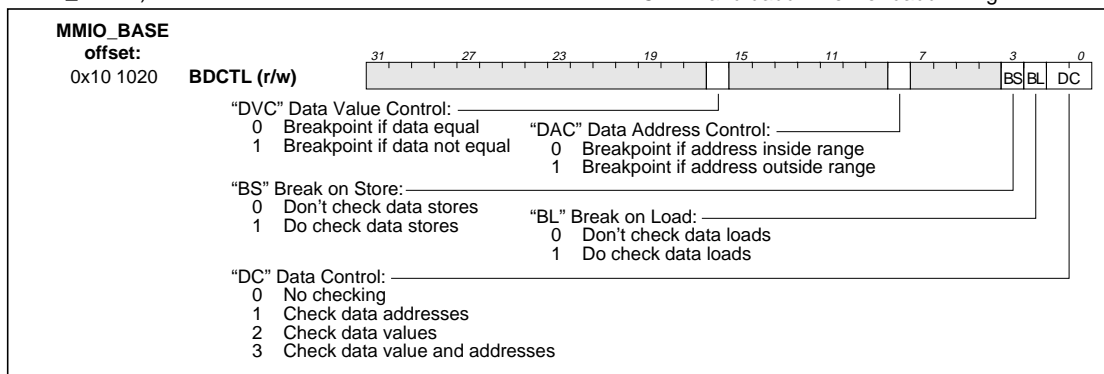 MMIO_BASE
offset:
31 27 23 19 15 11 7 3 0
0x10 1020 BDCTL (r/w) BS BL DC
“DVC” Data Value Control:
0 Breakpoint if data equal
1 Breakpoint if data not equal
“DAC” Data Address Control:
0 Breakpoint if address inside range
1 Breakpoint if address outside range
“BS” Break on Store:
0 Don't check data stores
1 Do check data stores
“BL” Break on Load:
0 Don't check data loads
1 Do check data loads
“DC” Data Control:
0 No checking
1 Check data addresses
2 Check data values
3 Check data value and addresses